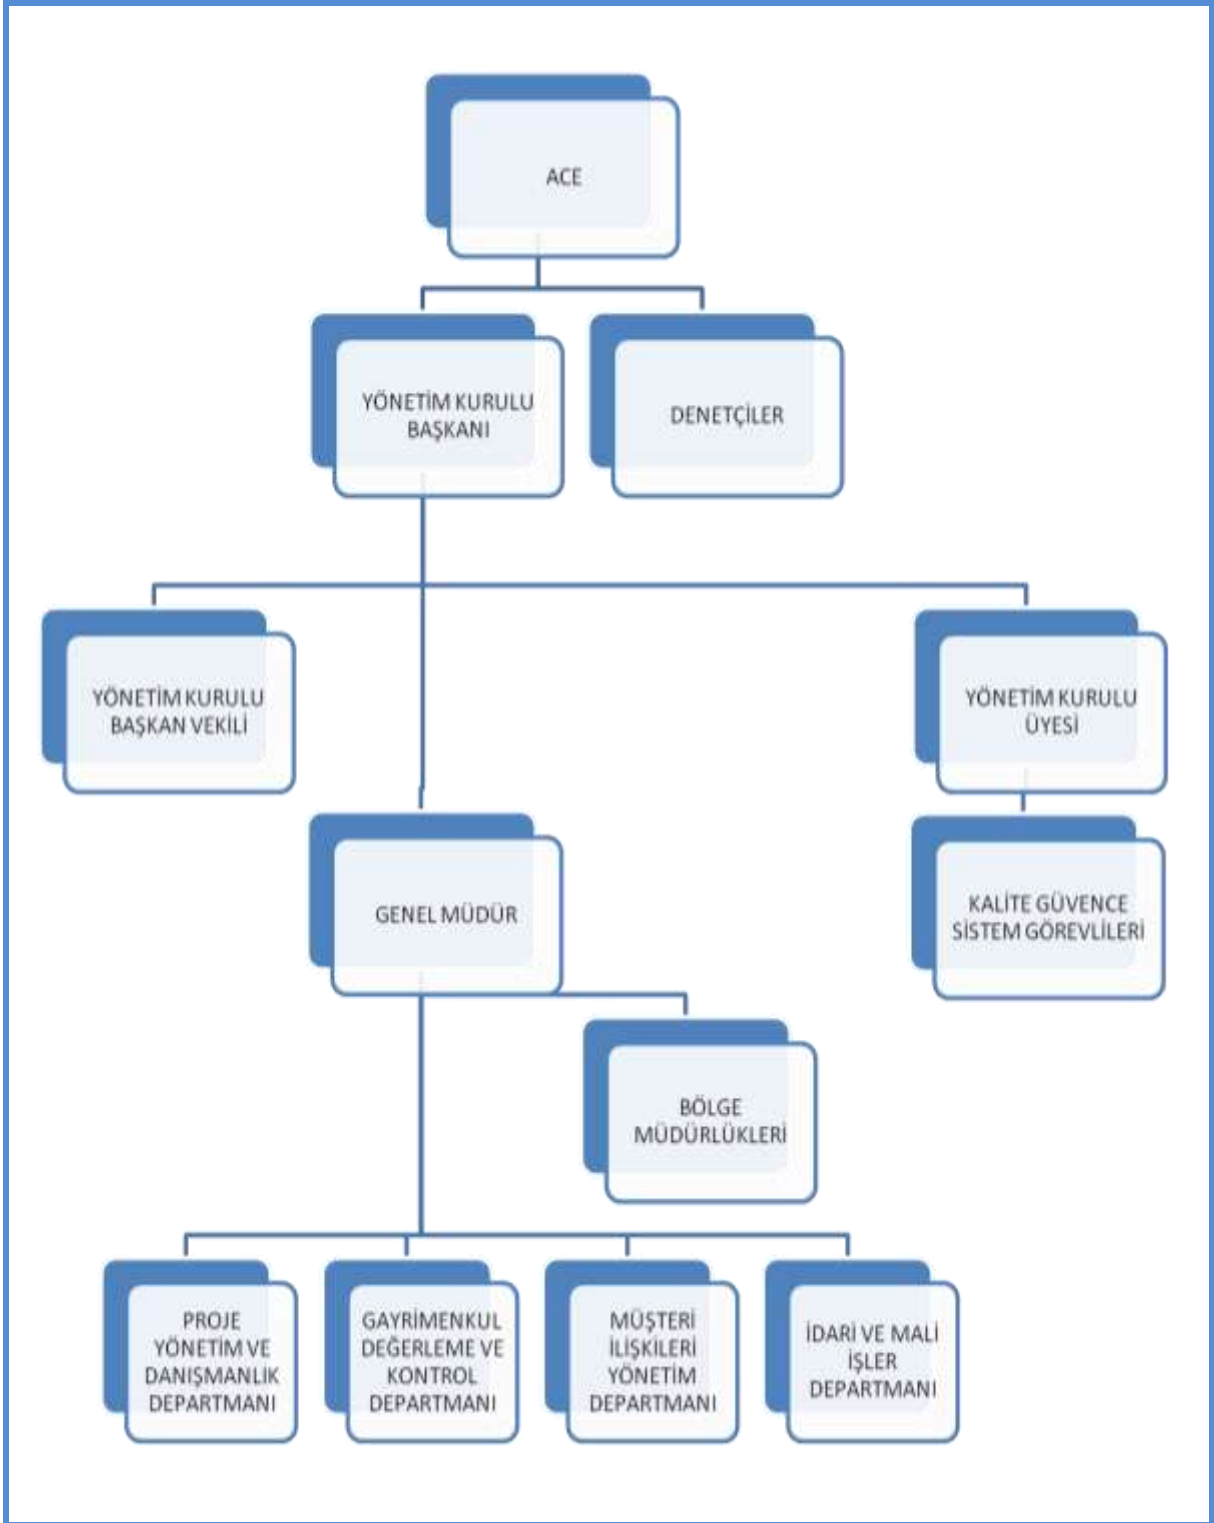 ACE
YÖNETİM KURULU
BAŞKANI
DENETÇİLER
YÖNETİM KURULU
BAŞKAN VEKİLİ
YÖNETİM KURULU
ÜYESİ
GENEL MÜDÜR
KALİTE GÜVENCE
SİSTEM GÖREVLİLERİ
BÖLGE
MÜDÜRLÜKLERİ
PROJE
YÖNETİM VE
DANIŞMANLIK
DEPARTMANI
GAYRİMENKUL
DEĞERLEME VE
KONTROL
DEPARTMANI
MÜŞTERİ
İLİŞKİLERİ
YÖNETİM
DEPARTMANI
İDARİ VE MALİ
İŞLER
DEPARTMANI